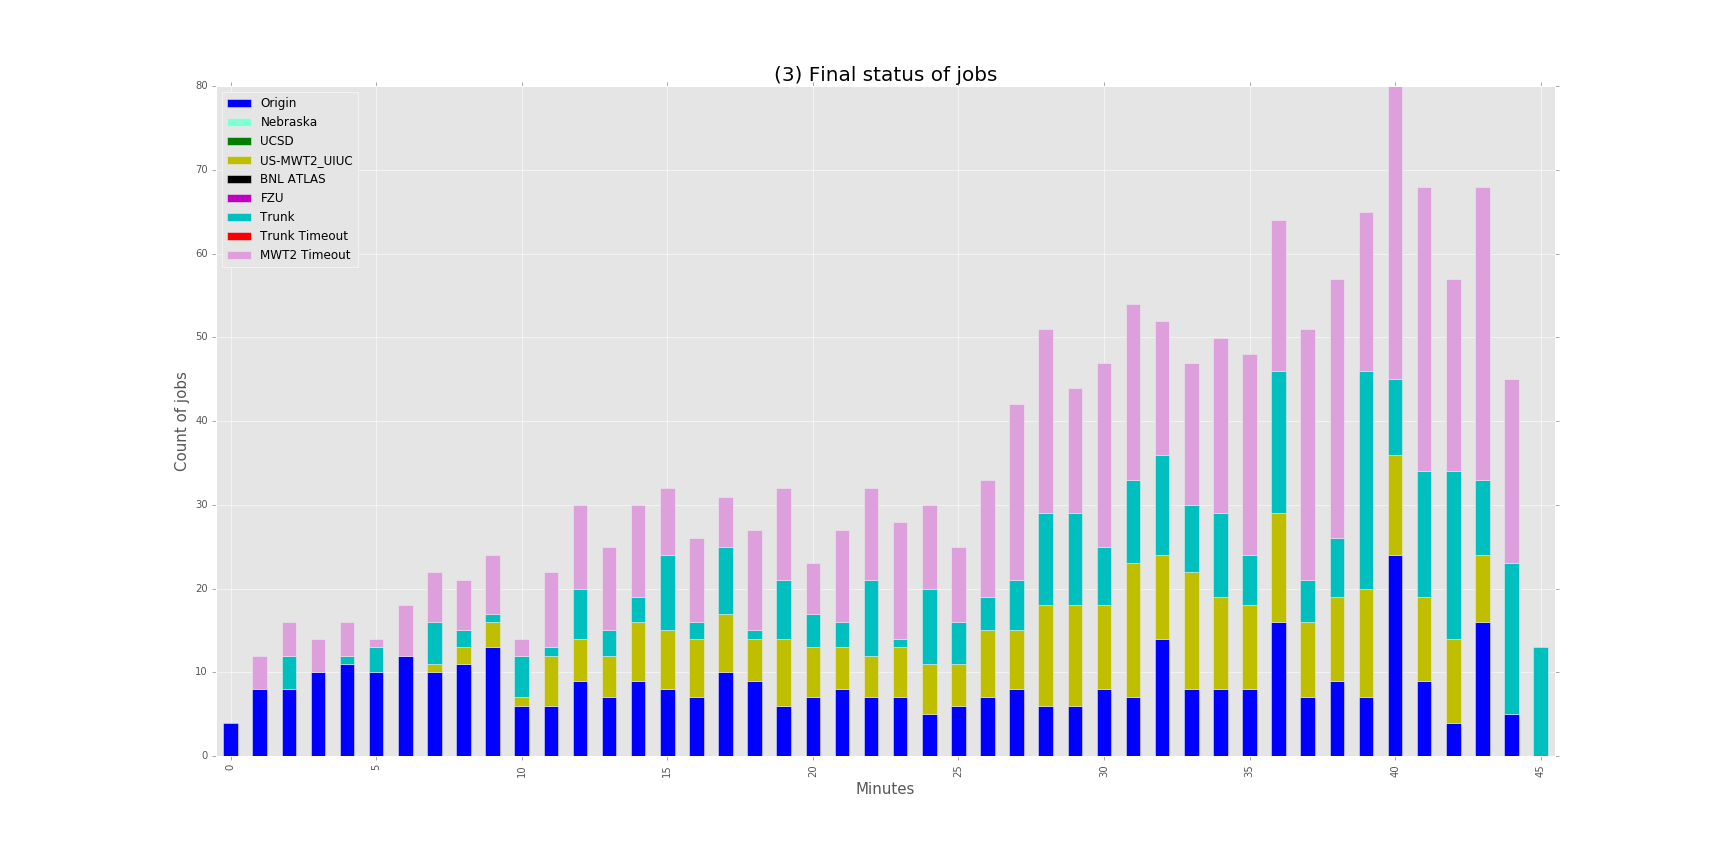 (3) Final status of jobs
80
70
60
50
40
30
20
10
0
Count of jobs
Origin
Nebraska
UCSD
US-MWT2_UIUC
BNL ATLAS
FZU
Trunk
Trunk Timeout
MWT2 Timeout
0 5 10 15 20 25 30 35 40 45
Minutes